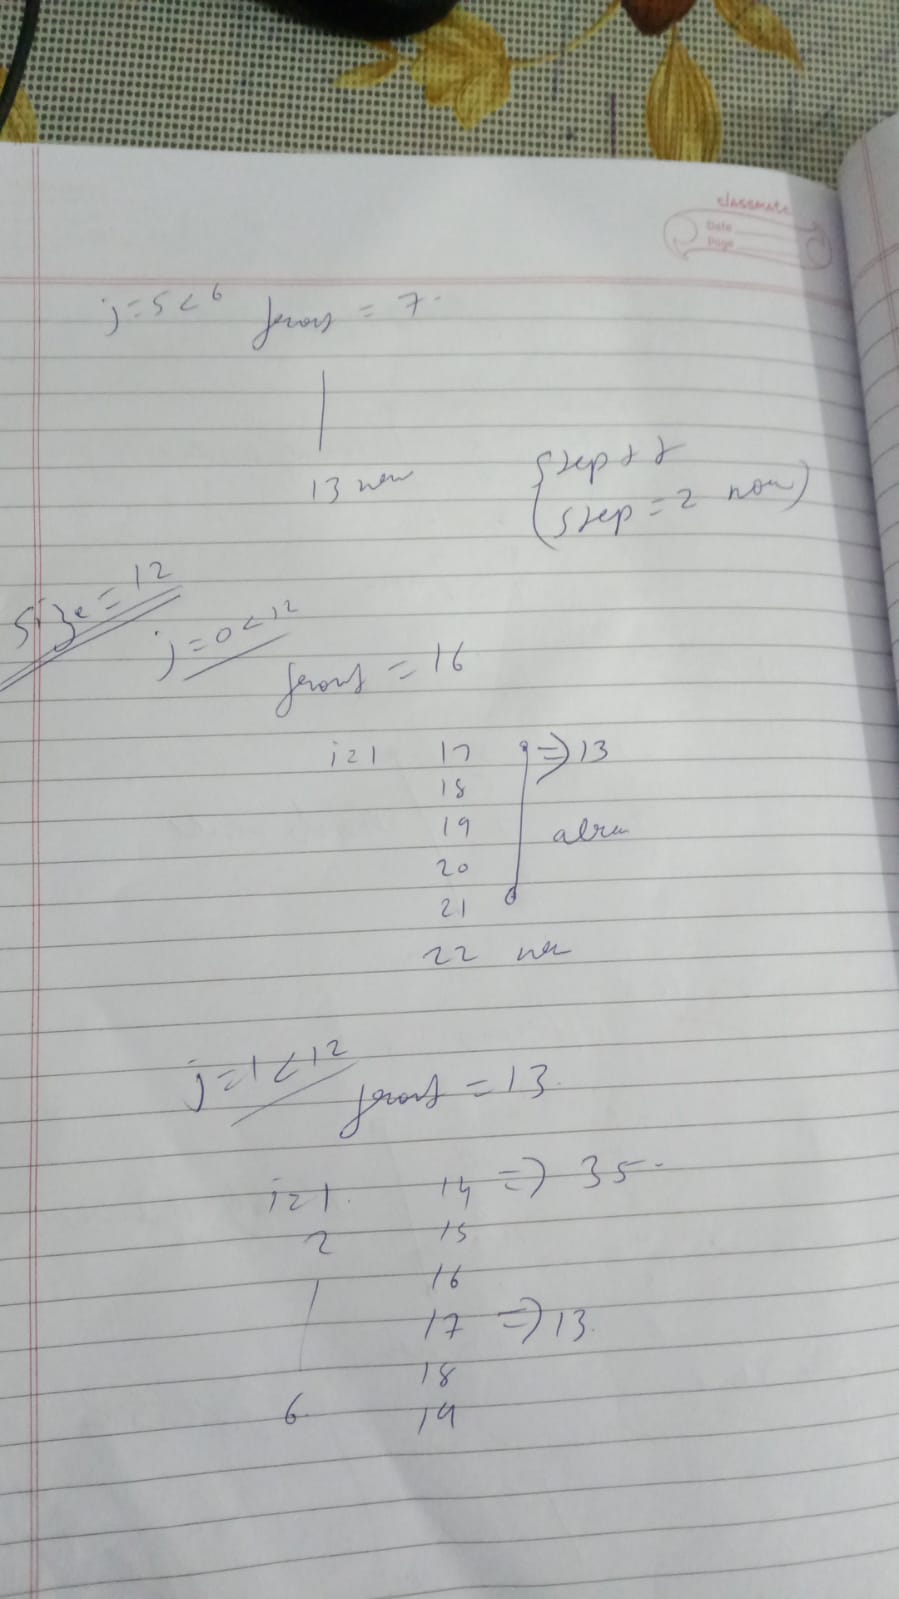 classmate
Date
Page
j=5<6 front = 7.
13 new
step++
(step=2 now)
size=12
j=0<12
front = 16
i=1 17 => 13
18
19
20
21
22
j=1<12
front = 13.
i=1. 14 => 35.
2 15
16
17 => 13.
18
6. 19